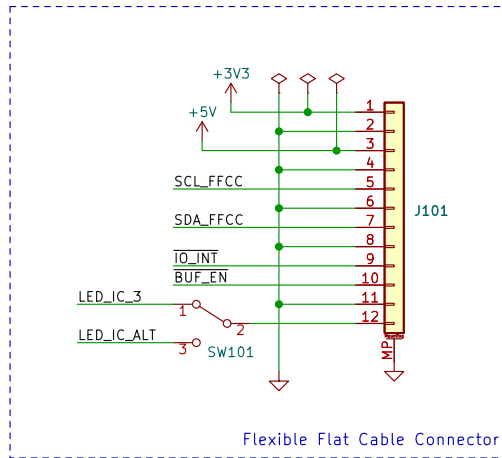 +3V3
+5V
1
2
3
4
SCL_FFCC 5
6
J101
SDA_FFCC 7
8
IO_INT 9
BUF_EN 10
LED_IC_3 1 11
2 12
LED_IC_ALT 3 SW101
MP
Flexible Flat Cable Connector